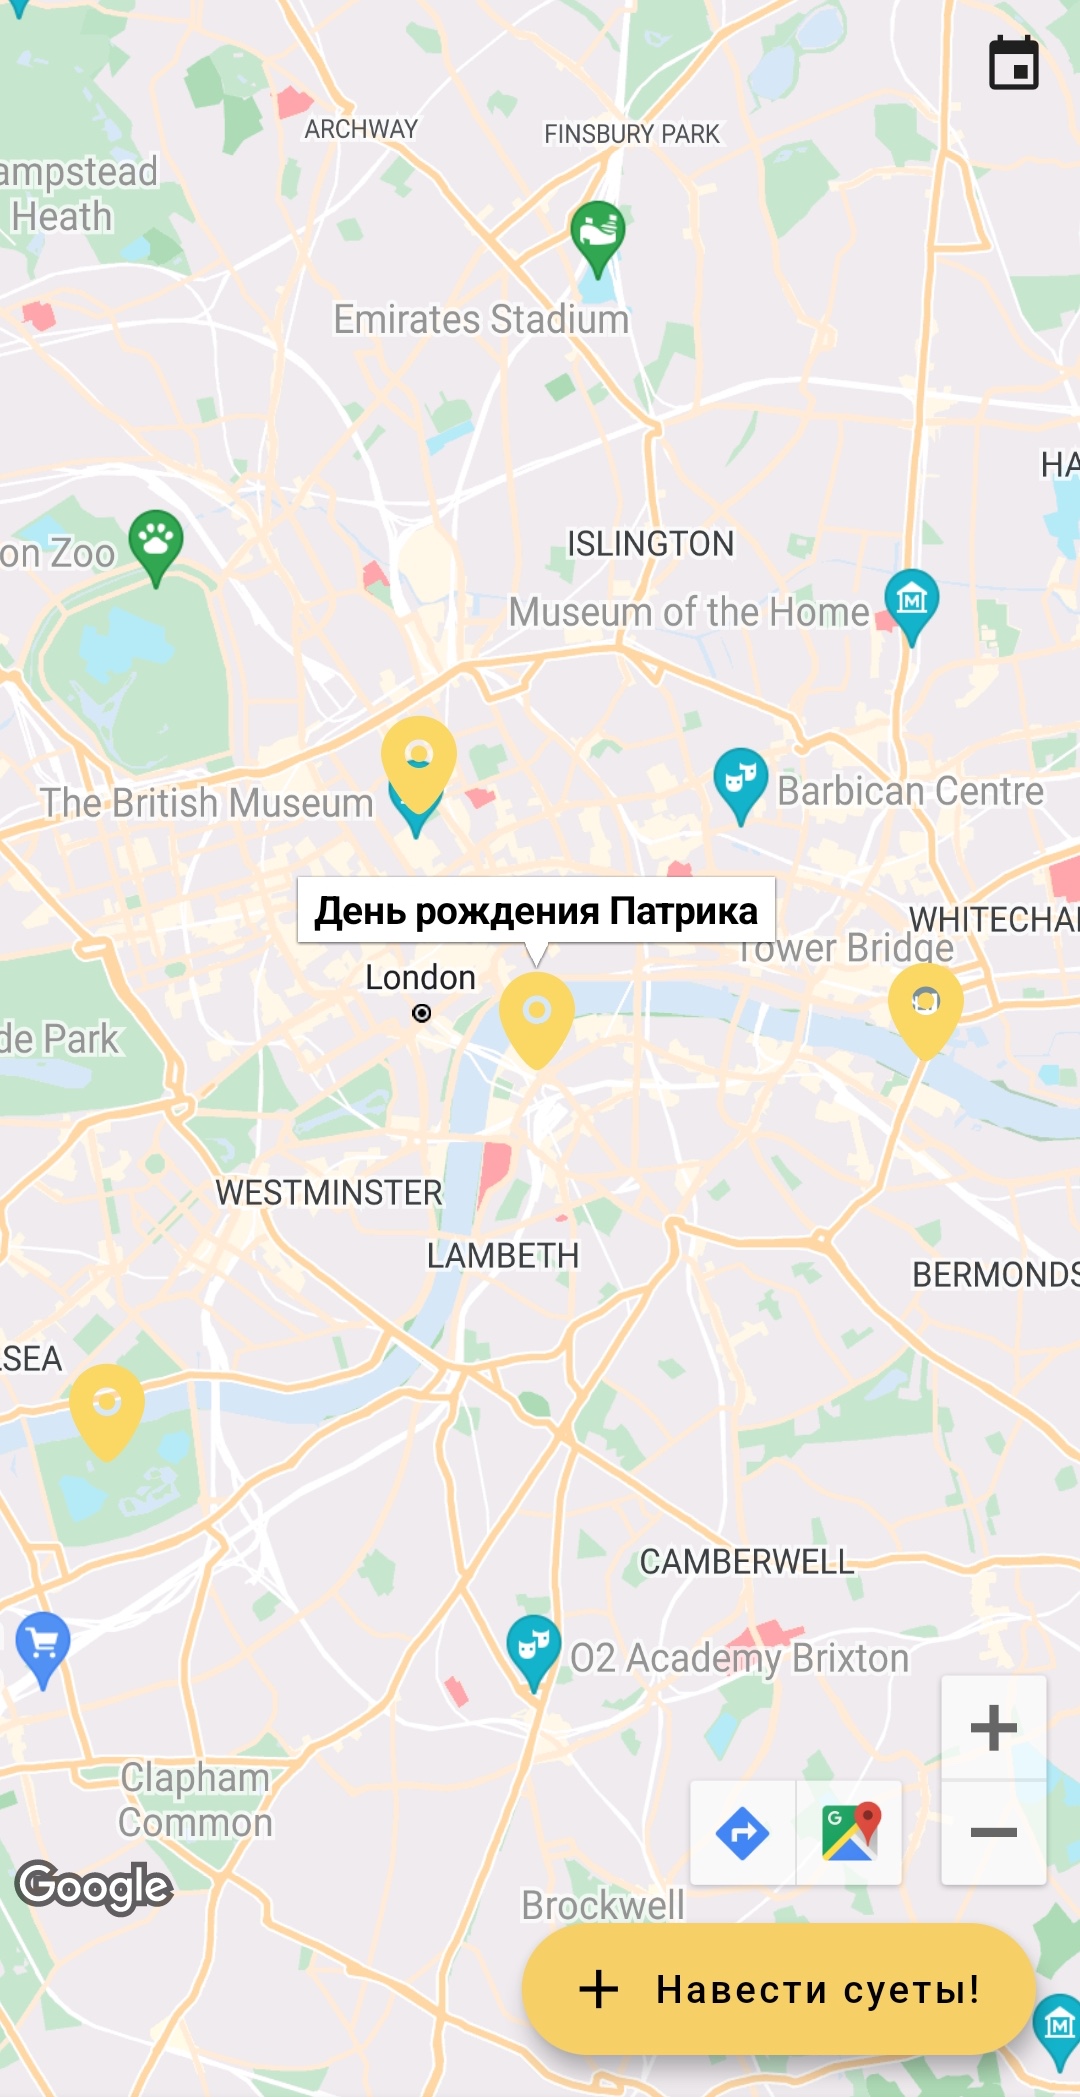 ARCHWAY
FINSBURY PARK
ampstead
Heath
Emirates Stadium
HA
ISLINGTON
on Zoo
Museum of the Home
The British Museum
Barbican Centre
День рождения Патрика
WHITECHA
Tower Bridge
London
de Park
WESTMINSTER
LAMBETH
BERMONDS
LSEA
CAMBERWELL
O2 Academy Brixton
Clapham
Common
G
Google
Brockwell
Навести суеты!